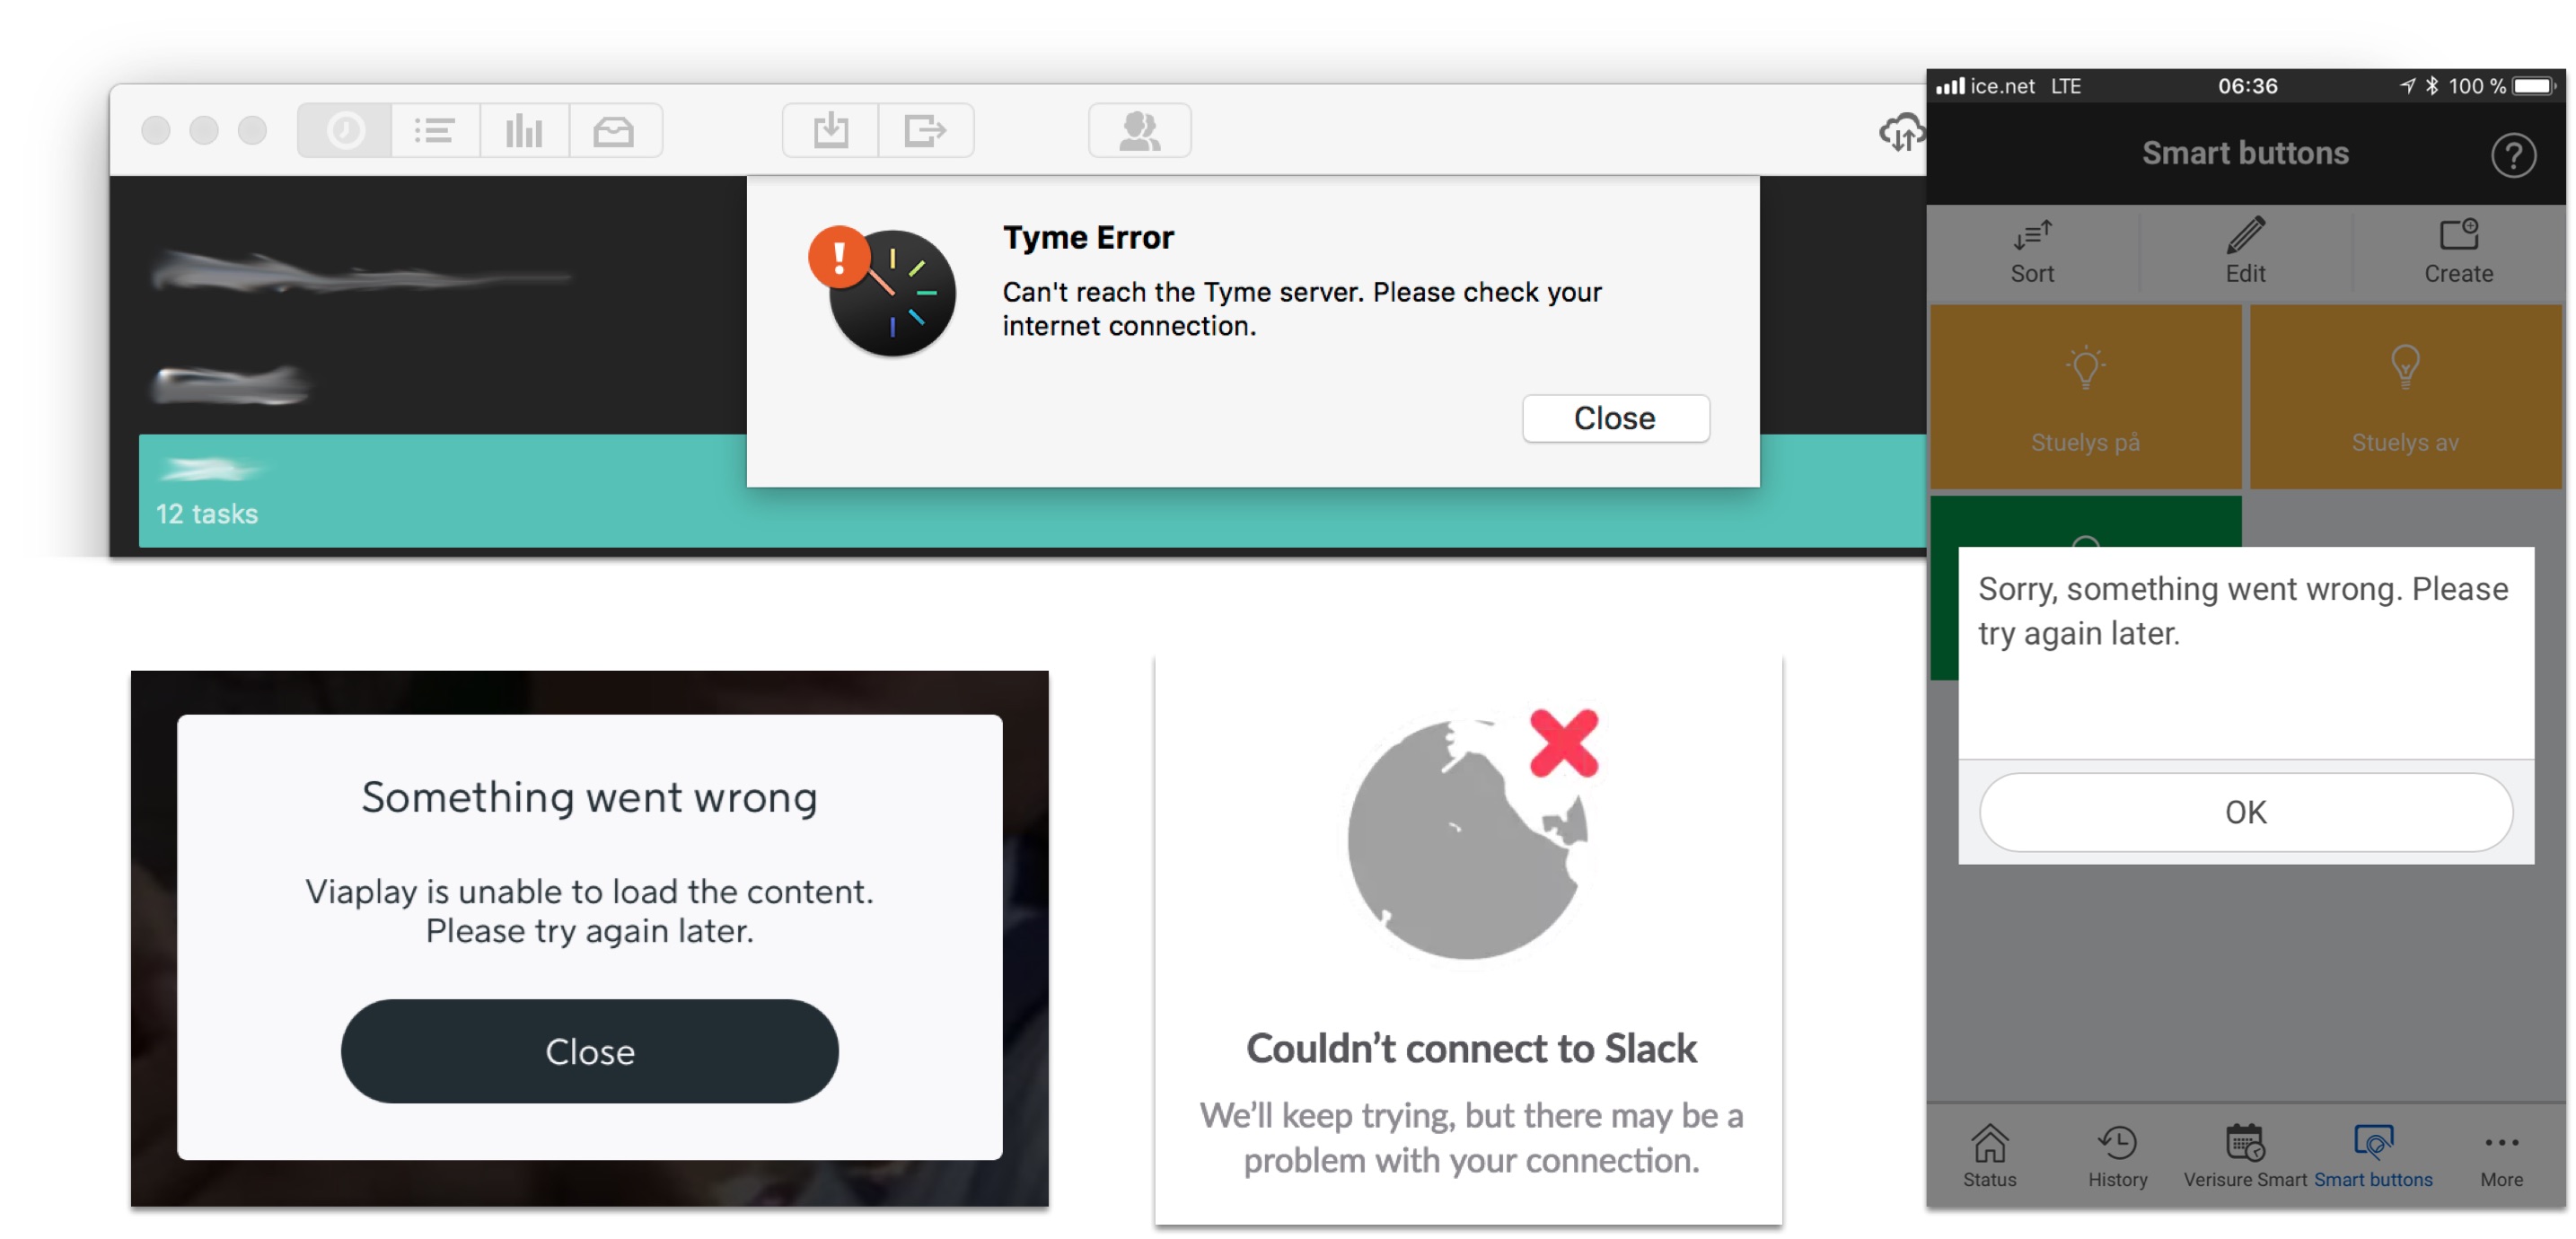 Tyme Error
Can't reach the Tyme server. Please check your
internet connection.
Close
12 tasks
ice.net LTE 06:36 100 %
Smart buttons
?
Sort Edit Create
Stuelys på Stuelys av
Sorry, something went wrong. Please
try again later.
OK
Status History Verisure Smart Smart buttons More
Something went wrong
Viaplay is unable to load the content.
Please try again later.
Close
Couldn’t connect to Slack
We’ll keep trying, but there may be a
problem with your connection.